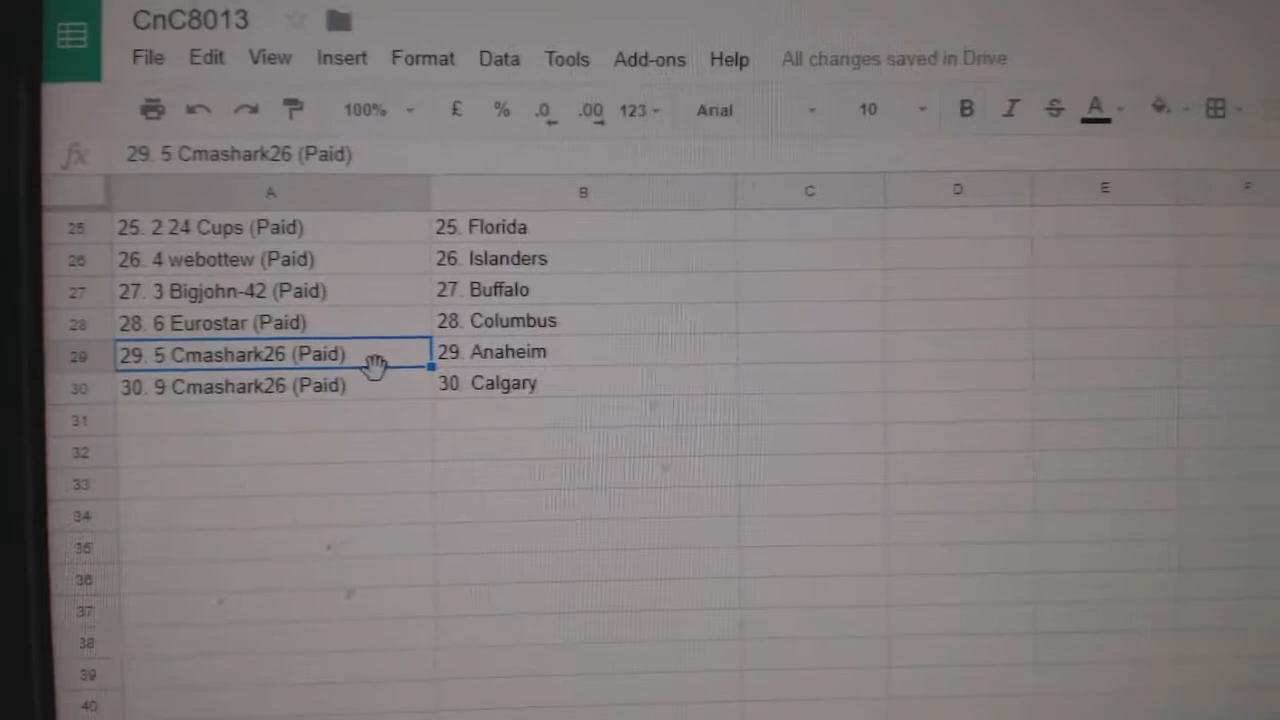 CnC8013
File Edit View Insert Format Data Tools Add-ons Help All changes saved in Drive
100% £ % .0 .00 123 Arial 10 B I S A
fx 29. 5 Cmashark26 (Paid)
A B C D E F
25 25. 2 24 Cups (Paid) 25. Florida
26 26. 4 webottew (Paid) 26. Islanders
27 27. 3 Bigjohn-42 (Paid) 27. Buffalo
28 28. 6 Eurostar (Paid) 28. Columbus
29 29. 5 Cmashark26 (Paid) 29. Anaheim
30 30. 9 Cmashark26 (Paid) 30 Calgary
31
32
33
34
35
36
37
38
39
40